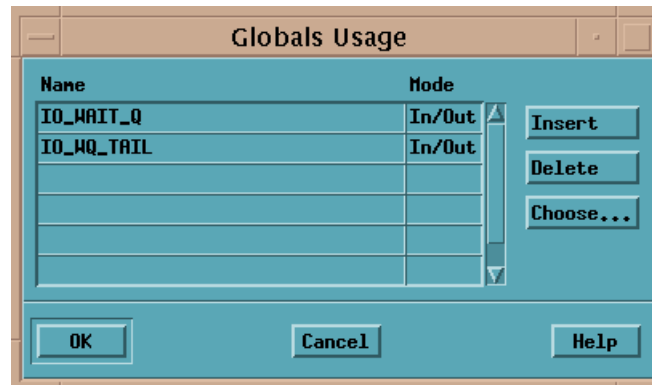 Globals Usage
Name Mode
IO_WAIT_Q In/Out
IO_WQ_TAIL In/Out
Insert
Delete
Choose...
OK Cancel Help